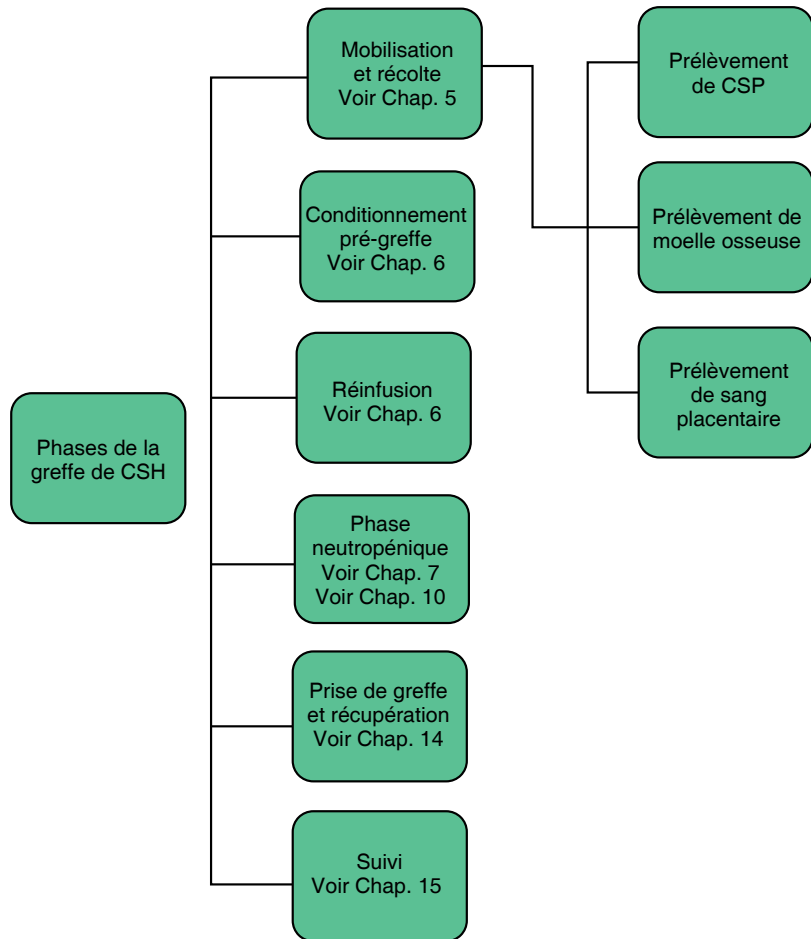 Phases de la
greffe de CSH
Mobilisation
et récolte
Voir Chap. 5
Conditionnement
pré-greffe
Voir Chap. 6
Réinfusion
Voir Chap. 6
Phase
neutropénique
Voir Chap. 7
Voir Chap. 10
Prise de greffe
et récupération
Voir Chap. 14
Suivi
Voir Chap. 15
Prélèvement
de CSP
Prélèvement de
moelle osseuse
Prélèvement
de sang
placentaire